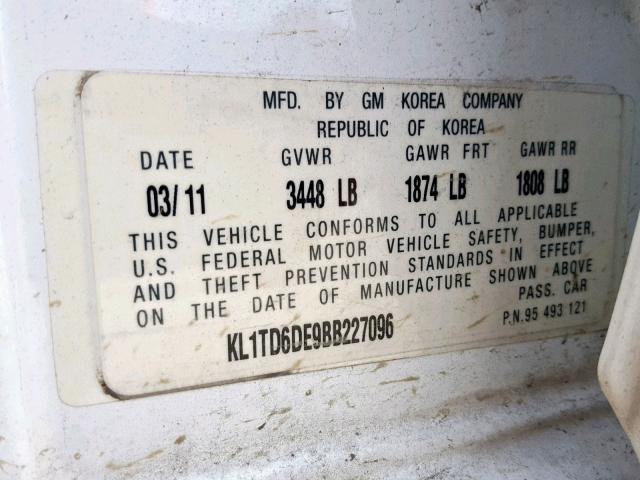 MFD. BY GM KOREA COMPANY
REPUBLIC OF KOREA
DATE GVWR GAWR FRT GAWR RR
03/11 3448 LB 1874 LB 1808 LB
THIS VEHICLE CONFORMS TO ALL APPLICABLE
U.S. FEDERAL MOTOR VEHICLE SAFETY, BUMPER,
AND THEFT PREVENTION STANDARDS IN EFFECT
ON THE DATE OF MANUFACTURE SHOWN ABOVE
PASS. CAR
KL1TD6DE9BB227096 P.N.95 493 121